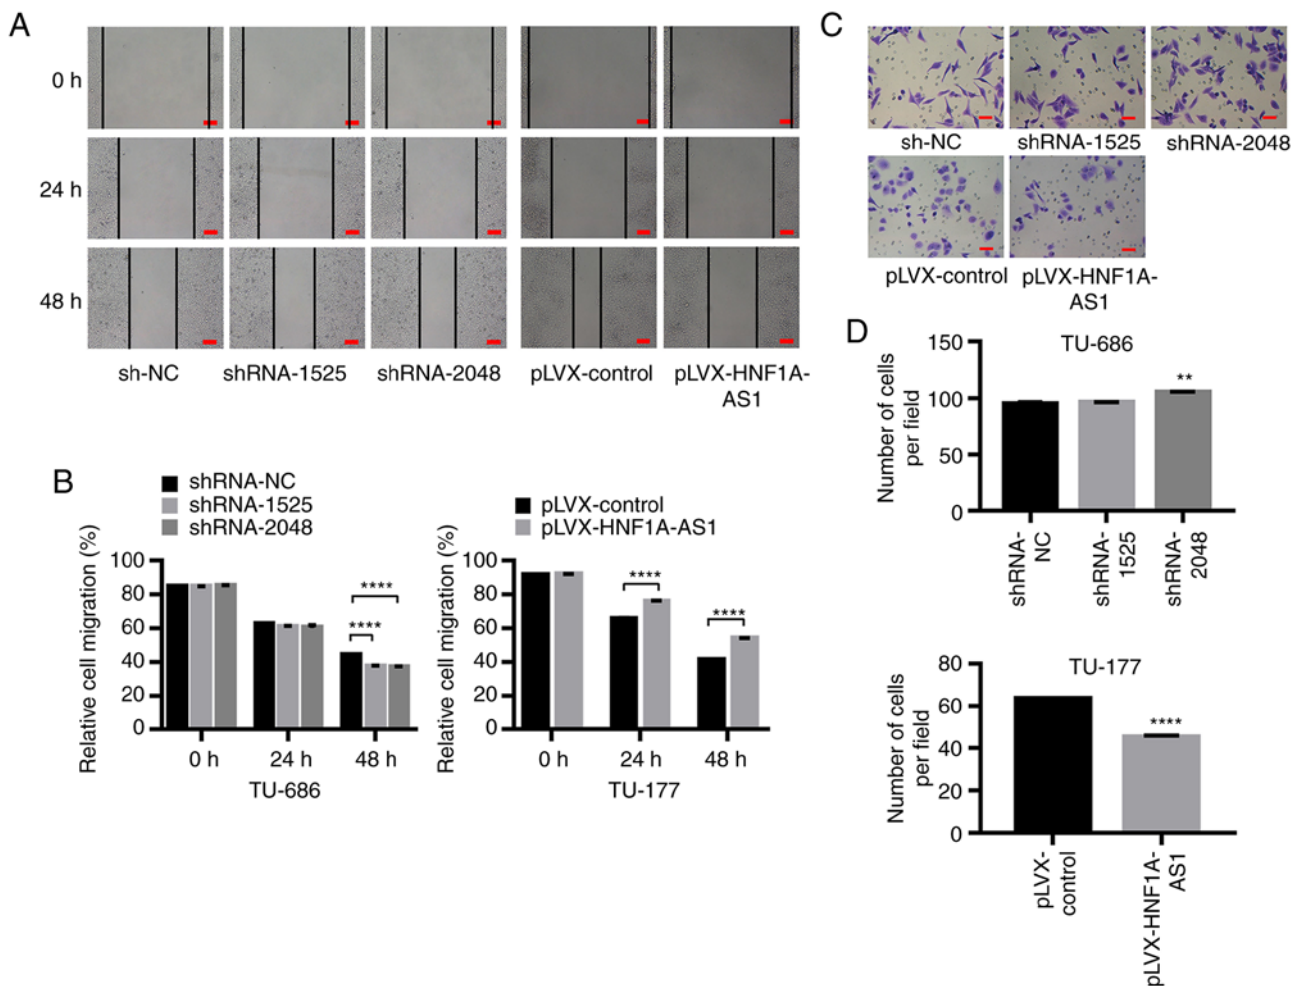 A
0 h
24 h
48 h
sh-NC
shRNA-1525
shRNA-2048
pLVX-control
pLVX-HNF1A-
AS1
C
sh-NC
shRNA-1525
shRNA-2048
pLVX-control
pLVX-HNF1A-
AS1
B
shRNA-NC
shRNA-1525
shRNA-2048
Relative cell migration (%)
100
80
60
40
20
0
****
****
0 h
24 h
48 h
TU-686
pLVX-control
pLVX-HNF1A-AS1
Relative cell migration (%)
100
80
60
40
20
0
****
****
0 h
24 h
48 h
TU-177
D
TU-686
Number of cells
per field
150
100
50
0
**
shRNA-
NC
shRNA-
1525
shRNA-
2048
TU-177
Number of cells
per field
80
60
40
20
0
****
pLVX-
control
pLVX-HNF1A-
AS1